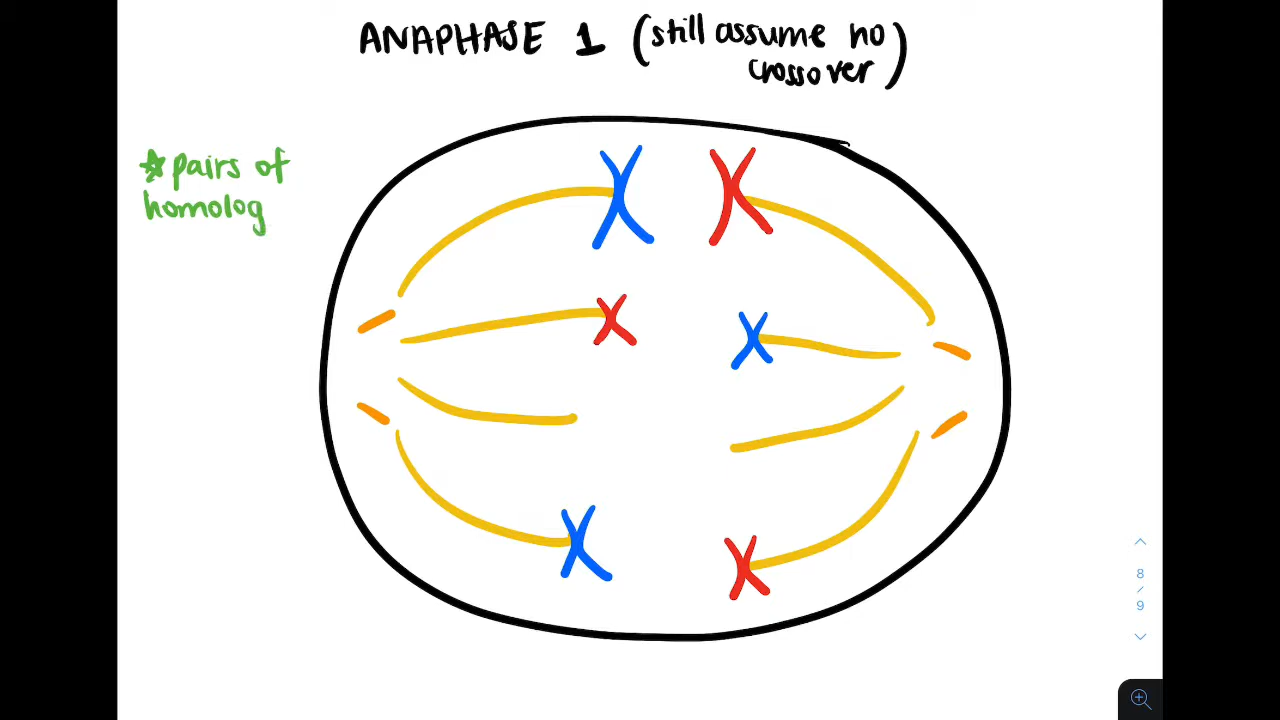 ANAPHASE 1 (still assume no
crossover)
☆pairs of
homolog
8
/
9